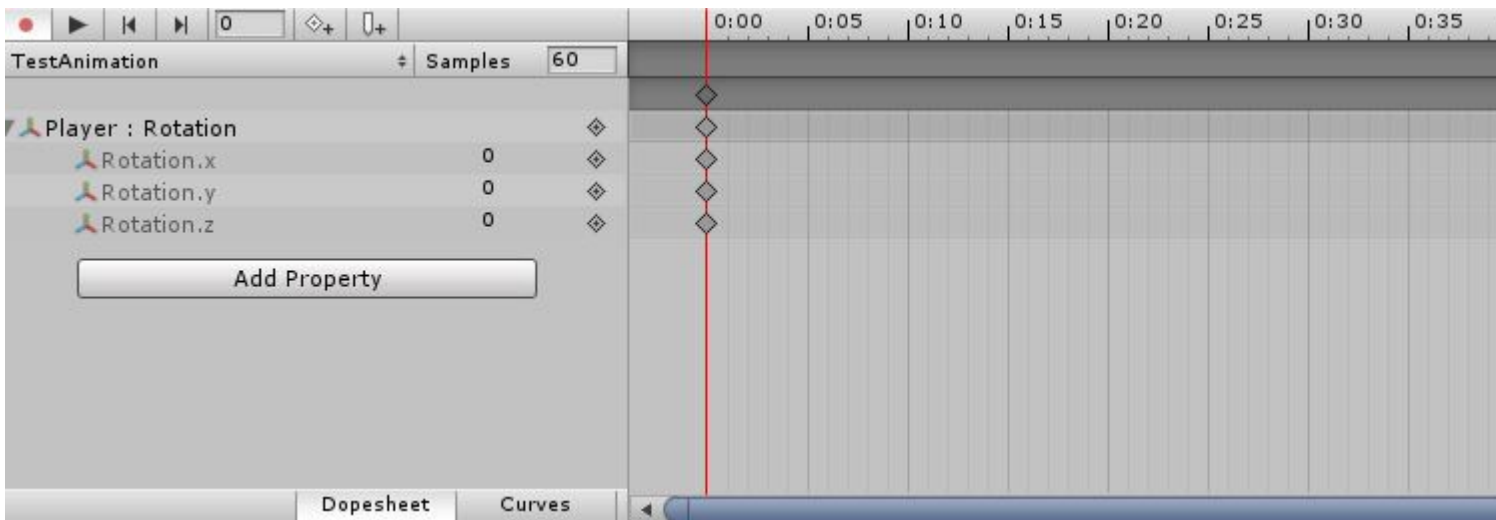 0 0:00 0:05 0:10 0:15 0:20 0:25 0:30 0:35
TestAnimation Samples 60
Player : Rotation
Rotation.x 0
Rotation.y 0
Rotation.z 0
Add Property
Dopesheet Curves